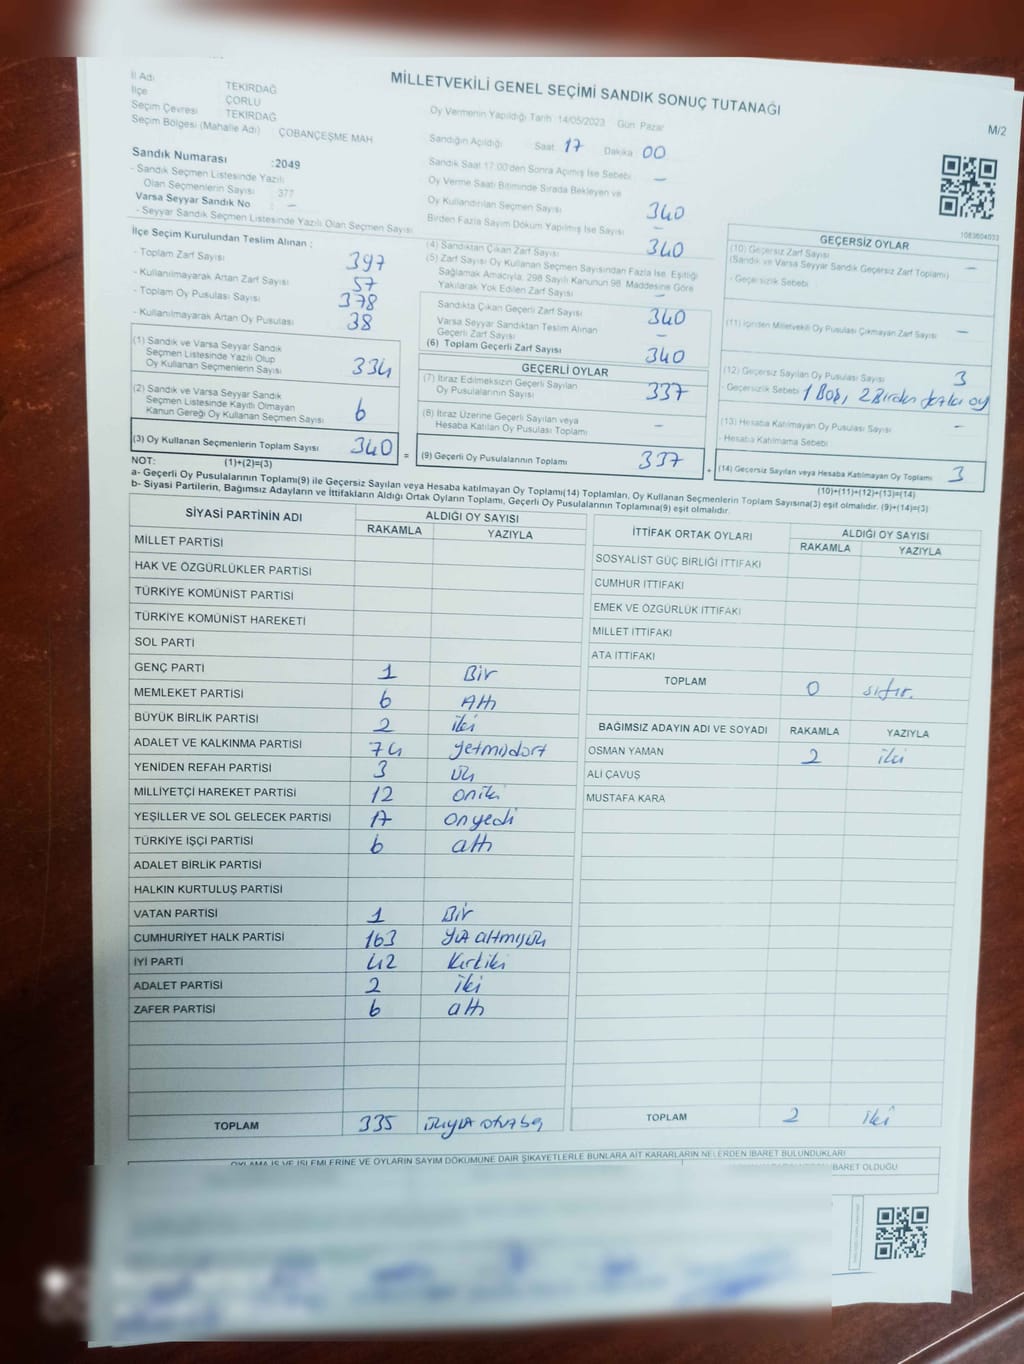 MİLLETVEKİLİ GENEL SEÇİMİ SANDIK SONUÇ TUTANAĞI
M/2
İl Adı TEKİRDAĞ
İlçe ÇORLU
Seçim Çevresi TEKİRDAĞ
Seçim Bölgesi (Mahalle Adı) ÇOBANÇEŞME MAH
Sandık Numarası :2049
- Sandık Seçmen Listesinde Yazılı
Olan Seçmenlerin Sayısı : 377
Varsa Seyyar Sandık No : –
- Seyyar Sandık Seçmen Listesinde Yazılı Olan Seçmen Sayısı
Oy Vermenin Yapıldığı Tarih 14/05/2023 Gün Pazar
Sandığın Açıldığı Saat 17 Dakika 00
Sandık Saat 17:00'den Sonra Açımış İse Sebebi –
Oy Verme Saati Bitiminde Sırada Bekleyen ve
Oy Kullandırılan Seçmen Sayısı 340
Birden Fazla Sayım Döküm Yapılmış İse Sayısı –
İlçe Seçim Kurulundan Teslim Alınan :
- Toplam Zarf Sayısı 397
- Kullanılmayarak Artan Zarf Sayısı 57
- Toplam Oy Pusulası Sayısı 378
- Kullanılmayarak Artan Oy Pusulası 38
(1) Sandık ve Varsa Seyyar Sandık
Seçmen Listesinde Yazılı Olup
Oy Kullanan Seçmenlerin Sayısı 334
(2) Sandık ve Varsa Seyyar Sandık
Seçmen Listesinde Kayıtlı Olmayan
Kanun Gereği Oy Kullanan Seçmen Sayısı 6
(3) Oy Kullanan Seçmenlerin Toplam Sayısı 340
(1)+(2)=(3)
(4) Sandıktan Çıkan Zarf Sayısı 340
(5) Zarf Sayısı Oy Kullanan Seçmen Sayısından Fazla İse, Eşitliği
Sağlamak Amacıyla, 298 Sayılı Kanunun 98. Maddesine Göre
Yakılarak Yok Edilen Zarf Sayısı –
Sandıkta Çıkan Geçerli Zarf Sayısı 340
Varsa Seyyar Sandıktan Teslim Alınan
Geçerli Zarf Sayısı –
(6) Toplam Geçerli Zarf Sayısı 340
GEÇERLİ OYLAR
(7) İtiraz Edilmeksizin Geçerli Sayılan
Oy Pusulalarının Sayısı 337
(8) İtiraz Üzerine Geçerli Sayılan veya
Hesaba Katılan Oy Pusulası Toplamı –
= (9) Geçerli Oy Pusulalarının Toplamı 337
1083604033
GEÇERSİZ OYLAR
(10) Geçersiz Zarf Sayısı –
(Sandık ve Varsa Seyyar Sandık Geçersiz Zarf Toplamı)
- Geçersizlik Sebebi
(11) İçinden Milletvekili Oy Pusulası Çıkmayan Zarf Sayısı –
(12) Geçersiz Sayılan Oy Pusulası Sayısı 3
- Geçersizlik Sebebi 1 Boş, 2 Birden fazla oy
(13) Hesaba Katılmayan Oy Pusulası Sayısı –
- Hesaba Katılmama Sebebi
+ (14) Geçersiz Sayılan veya Hesaba Katılmayan Oy Toplamı 3
(10)+(11)+(12)+(13)=(14)
NOT:
a- Geçerli Oy Pusulalarının Toplamı(9) ile Geçersiz Sayılan veya Hesaba katılmayan Oy Toplamı(14) Toplamları, Oy Kullanan Seçmenlerin Toplam Sayısına(3) eşit olmalıdır. (9)+(14)=(3)
b- Siyasi Partilerin, Bağımsız Adayların ve İttifakların Aldığı Ortak Oyların Toplamı, Geçerli Oy Pusulalarının Toplamına(9) eşit olmalıdır.
SİYASİ PARTİNİN ADI ALDIĞI OY SAYISI
RAKAMLA YAZIYLA
MİLLET PARTİSİ
HAK VE ÖZGÜRLÜKLER PARTİSİ
TÜRKİYE KOMÜNİST PARTİSİ
TÜRKİYE KOMÜNİST HAREKETİ
SOL PARTİ
GENÇ PARTİ 1 Bir
MEMLEKET PARTİSİ 6 Altı
BÜYÜK BİRLİK PARTİSİ 2 iki
ADALET VE KALKINMA PARTİSİ 74 yetmişdört
YENİDEN REFAH PARTİSİ 3 üç
MİLLİYETÇİ HAREKET PARTİSİ 12 oniki
YEŞİLLER VE SOL GELECEK PARTİSİ 17 onyedi
TÜRKİYE İŞÇİ PARTİSİ 6 altı
ADALET BİRLİK PARTİSİ
HALKIN KURTULUŞ PARTİSİ
VATAN PARTİSİ 1 Bir
CUMHURİYET HALK PARTİSİ 163 yüz altmışüç
İYİ PARTİ 42 Kırkiki
ADALET PARTİSİ 2 iki
ZAFER PARTİSİ 6 altı
TOPLAM 335 üçyüz otuzbeş
İTTİFAK ORTAK OYLARI ALDIĞI OY SAYISI
RAKAMLA YAZIYLA
SOSYALİST GÜÇ BİRLİĞİ İTTİFAKI
CUMHUR İTTİFAKI
EMEK VE ÖZGÜRLÜK İTTİFAKI
MİLLET İTTİFAKI
ATA İTTİFAKI
TOPLAM 0 sıfır.
BAĞIMSIZ ADAYIN ADI VE SOYADI RAKAMLA YAZIYLA
OSMAN YAMAN 2 iki
ALİ ÇAVUŞ
MUSTAFA KARA
TOPLAM 2 iki
OYLAMA İŞ VE İŞLEMLERİNE VE OYLARIN SAYIM DÖKÜMÜNE DAİR ŞİKAYETLERLE BUNLARA AİT KARARLARIN NELERDEN İBARET BULUNDUKLARI
İBARET OLDUĞU